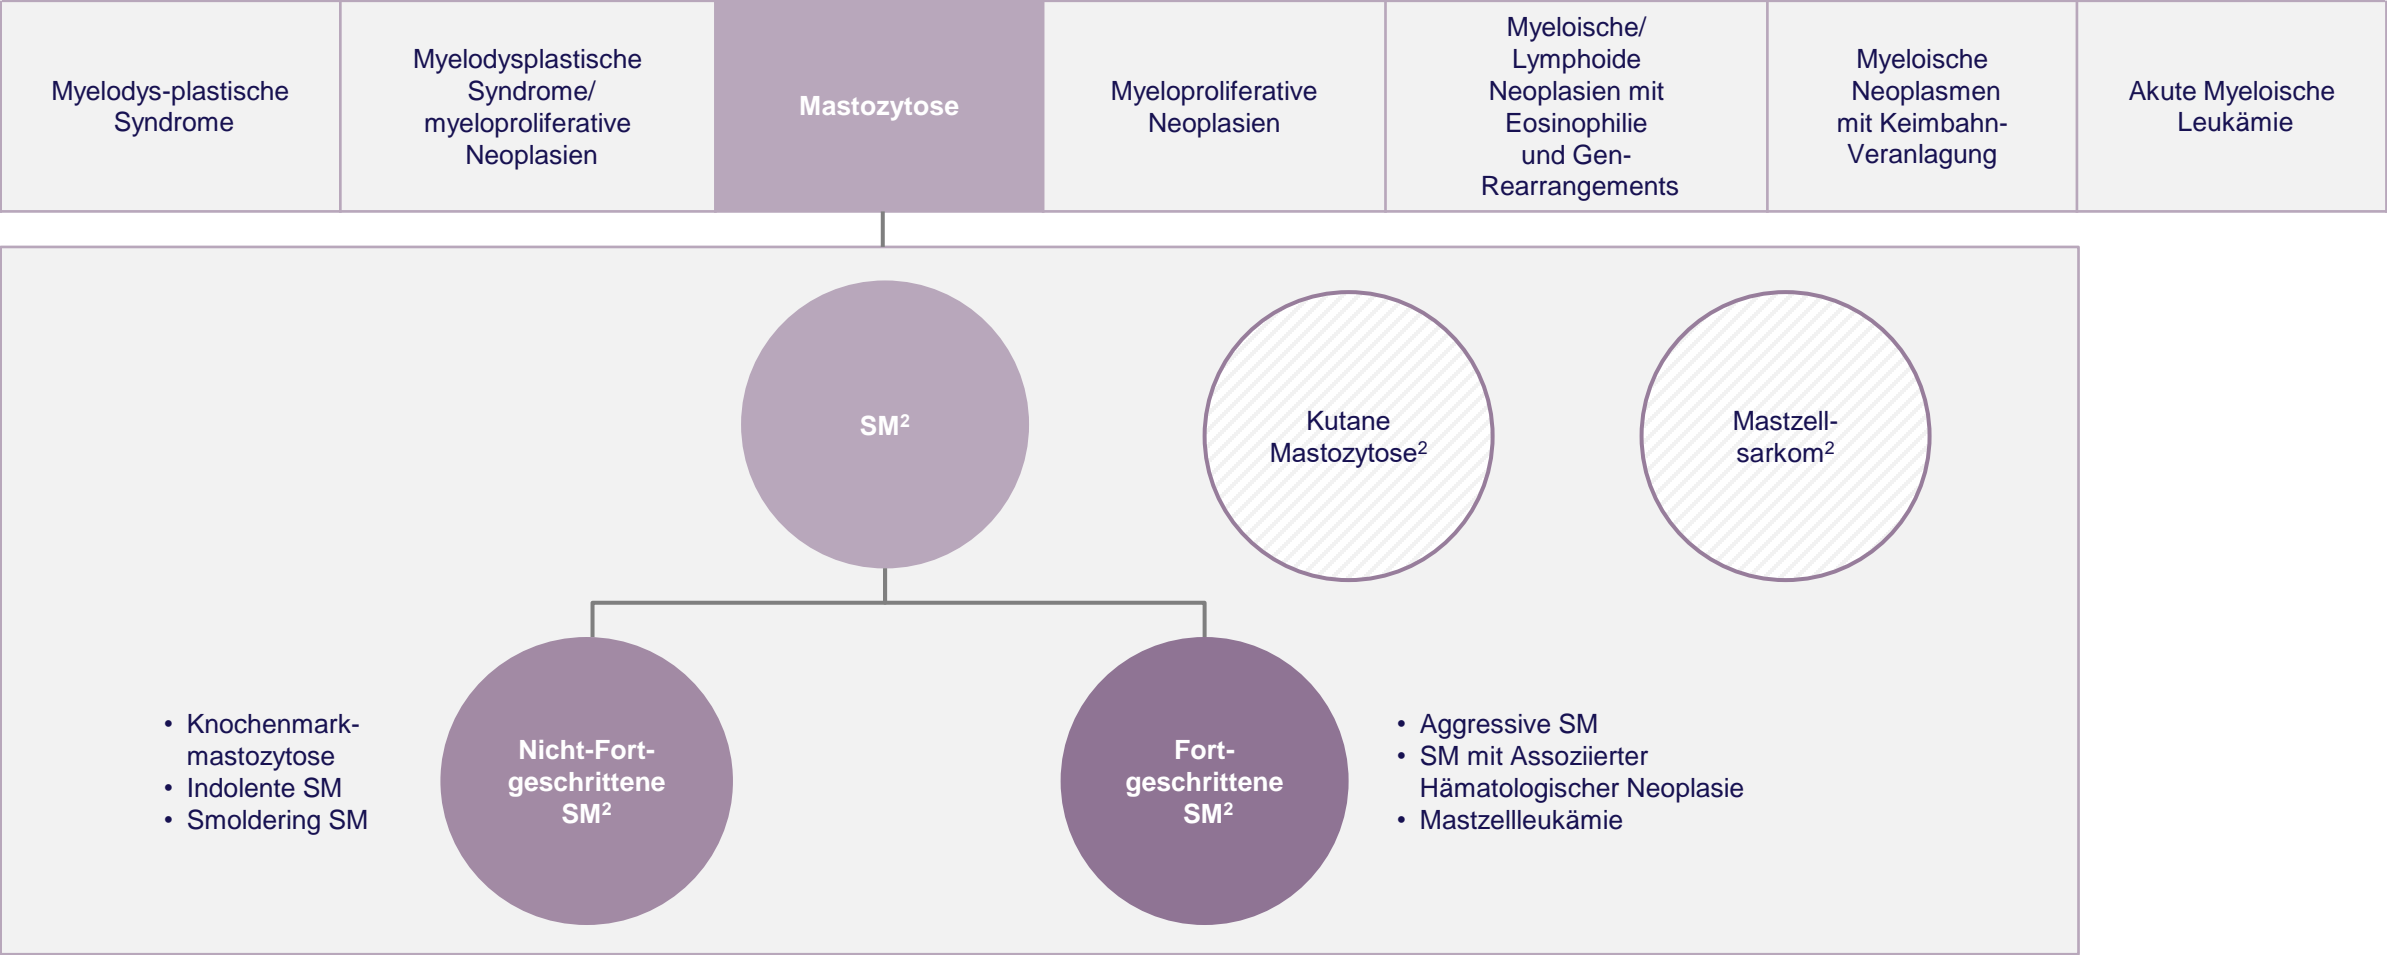 Myelodys-plastische
Syndrome
Myelodysplastische
Syndrome/
myeloproliferative
Neoplasien
Mastozytose
Myeloproliferative
Neoplasien
Myeloische/
Lymphoide
Neoplasien mit
Eosinophilie
und Gen-
Rearrangements
Myeloische
Neoplasmen
mit Keimbahn-
Veranlagung
Akute Myeloische
Leukämie
SM²
Kutane
Mastozytose²
Mastzell-
sarkom²
• Knochenmark-
mastozytose
• Indolente SM
• Smoldering SM
Nicht-Fort-
geschrittene
SM²
Fort-
geschrittene
SM²
• Aggressive SM
• SM mit Assoziierter
Hämatologischer Neoplasie
• Mastzellleukämie